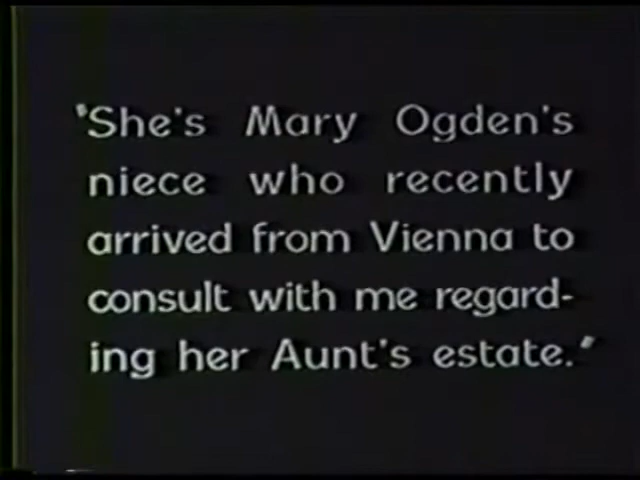 "She's Mary Ogden's
niece who recently
arrived from Vienna to
consult with me regard-
ing her Aunt's estate."